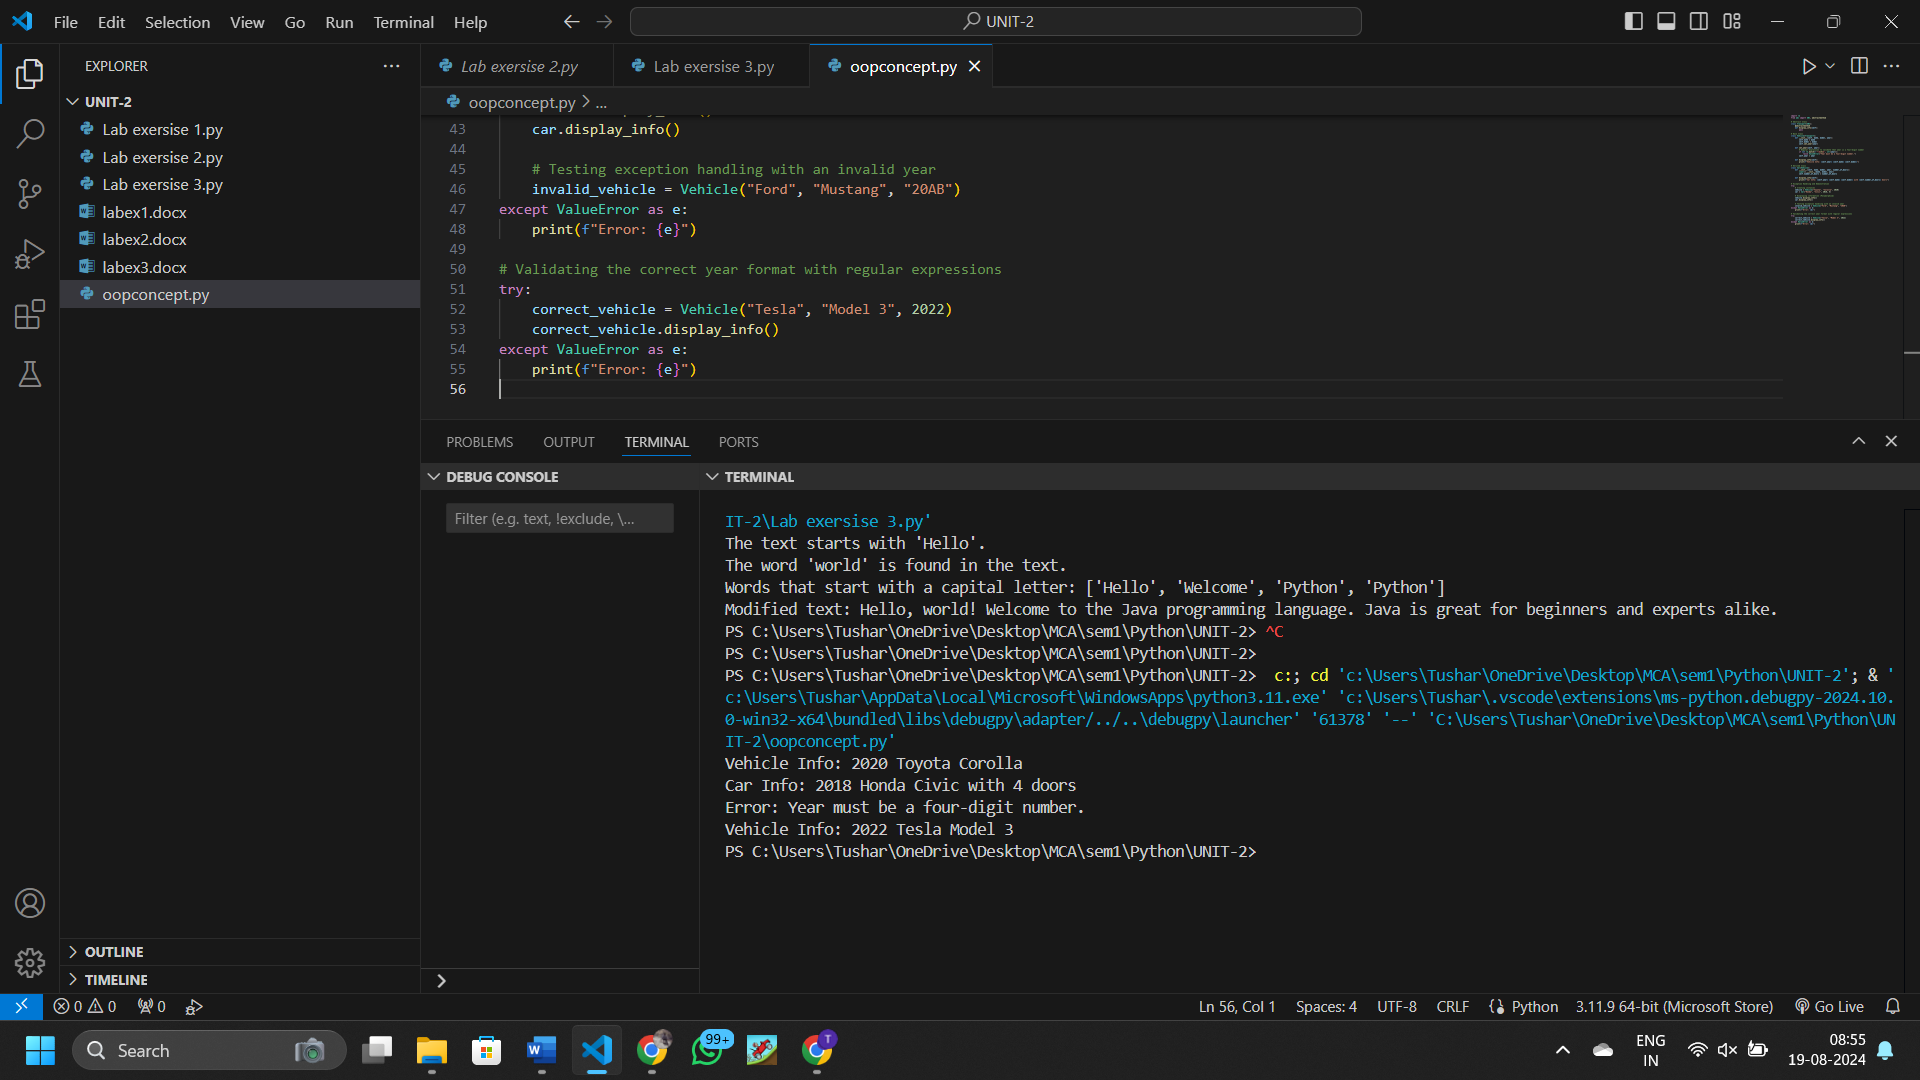 File Edit Selection View Go Run Terminal Help
UNIT-2
EXPLORER
UNIT-2
Lab exersise 1.py
Lab exersise 2.py
Lab exersise 3.py
labex1.docx
labex2.docx
labex3.docx
oopconcept.py
OUTLINE
TIMELINE
Lab exersise 2.py
Lab exersise 3.py
oopconcept.py
oopconcept.py > ...
43 car.display_info()
44
45 # Testing exception handling with an invalid year
46 invalid_vehicle = Vehicle("Ford", "Mustang", "20AB")
47 except ValueError as e:
48 print(f"Error: {e}")
49
50 # Validating the correct year format with regular expressions
51 try:
52 correct_vehicle = Vehicle("Tesla", "Model 3", 2022)
53 correct_vehicle.display_info()
54 except ValueError as e:
55 print(f"Error: {e}")
56
PROBLEMS OUTPUT TERMINAL PORTS
DEBUG CONSOLE
Filter (e.g. text, !exclude, \...
TERMINAL
IT-2\Lab exersise 3.py'
The text starts with 'Hello'.
The word 'world' is found in the text.
Words that start with a capital letter: ['Hello', 'Welcome', 'Python', 'Python']
Modified text: Hello, world! Welcome to the Java programming language. Java is great for beginners and experts alike.
PS C:\Users\Tushar\OneDrive\Desktop\MCA\sem1\Python\UNIT-2> ^C
PS C:\Users\Tushar\OneDrive\Desktop\MCA\sem1\Python\UNIT-2>
PS C:\Users\Tushar\OneDrive\Desktop\MCA\sem1\Python\UNIT-2>  c:; cd 'c:\Users\Tushar\OneDrive\Desktop\MCA\sem1\Python\UNIT-2'; & '
c:\Users\Tushar\AppData\Local\Microsoft\WindowsApps\python3.11.exe' 'c:\Users\Tushar\.vscode\extensions\ms-python.debugpy-2024.10.
0-win32-x64\bundled\libs\debugpy\adapter/../..\debugpy\launcher' '61378' '--' 'C:\Users\Tushar\OneDrive\Desktop\MCA\sem1\Python\UN
IT-2\oopconcept.py'
Vehicle Info: 2020 Toyota Corolla
Car Info: 2018 Honda Civic with 4 doors
Error: Year must be a four-digit number.
Vehicle Info: 2022 Tesla Model 3
PS C:\Users\Tushar\OneDrive\Desktop\MCA\sem1\Python\UNIT-2>
0 0 0
Ln 56, Col 1 Spaces: 4 UTF-8 CRLF {} Python 3.11.9 64-bit (Microsoft Store) Go Live
Search
99+
T
ENG
IN
08:55
19-08-2024